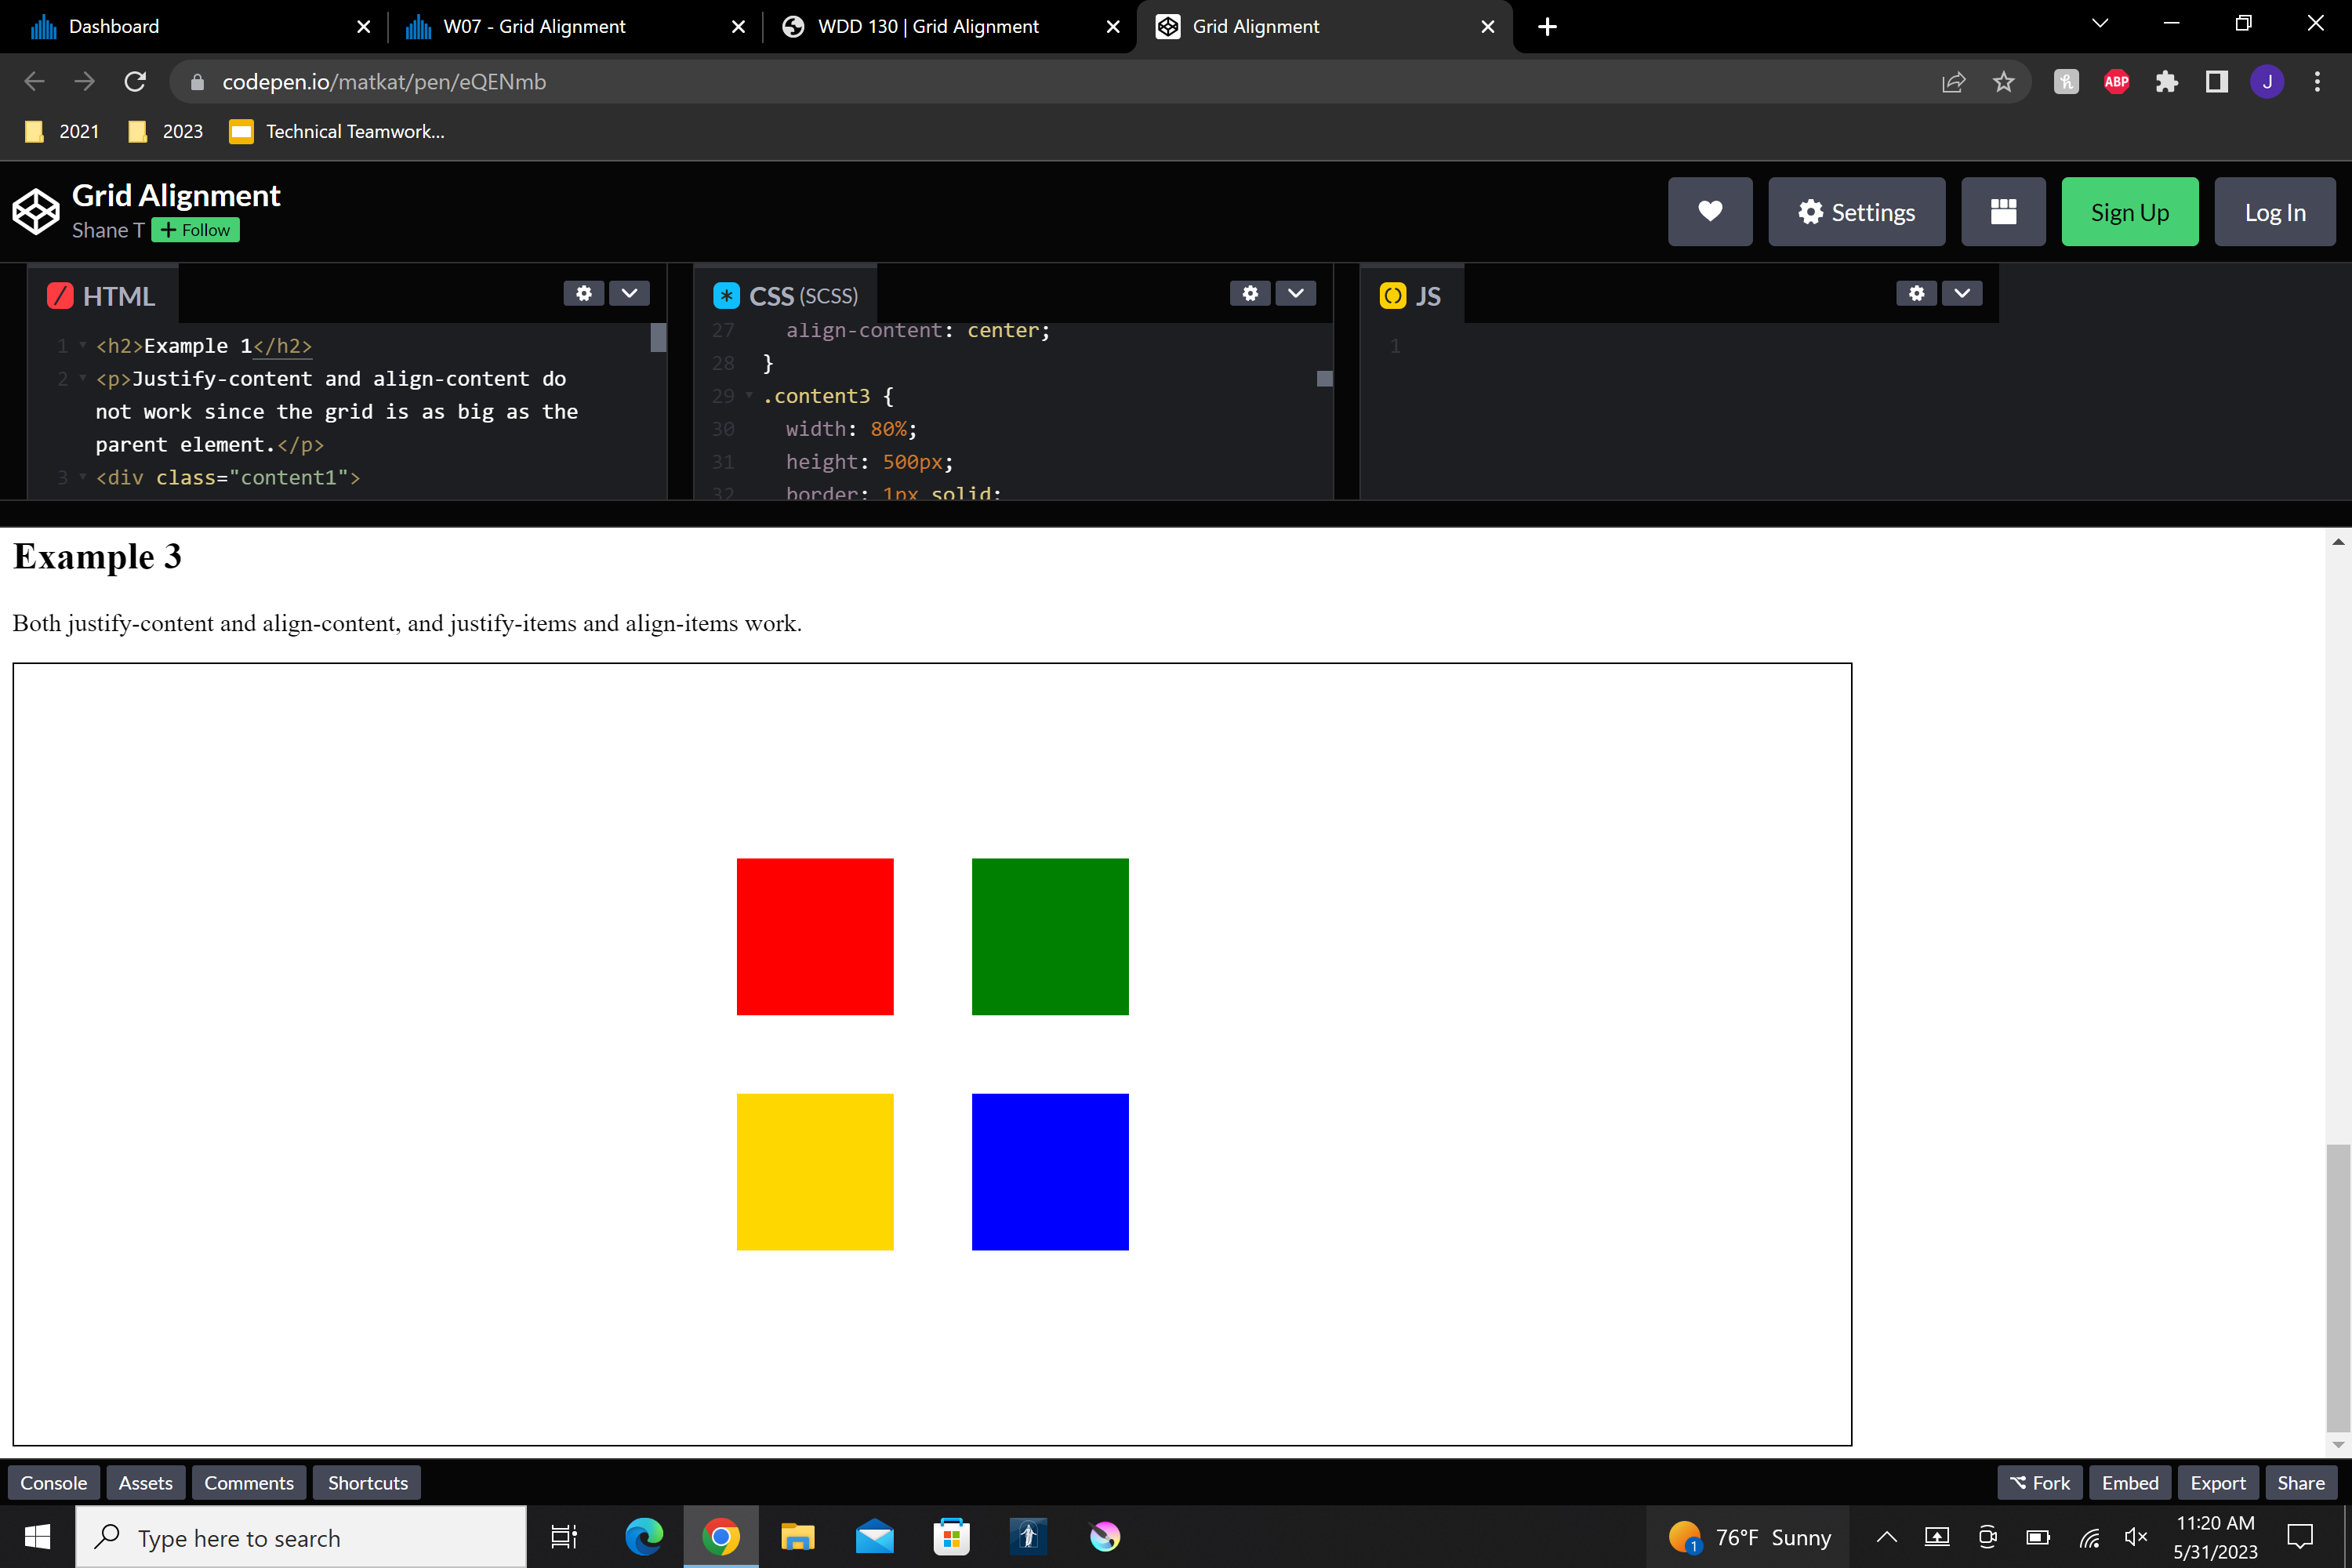 Dashboard
W07 - Grid Alignment
WDD 130 | Grid Alignment
Grid Alignment
codepen.io/matkat/pen/eQENmb
ABP
J
2021
2023
Technical Teamwork...
Grid Alignment
Shane T
+ Follow
Settings
Sign Up
Log In
HTML
1 <h2>Example 1</h2>
2 <p>Justify-content and align-content do
not work since the grid is as big as the
parent element.</p>
3 <div class="content1">
CSS (SCSS)
27 align-content: center;
28 }
29 .content3 {
30 width: 80%;
31 height: 500px;
32 border: 1px solid;
JS
1
Example 3
Both justify-content and align-content, and justify-items and align-items work.
Console
Assets
Comments
Shortcuts
Fork
Embed
Export
Share
Type here to search
1
76°F Sunny
11:20 AM
5/31/2023